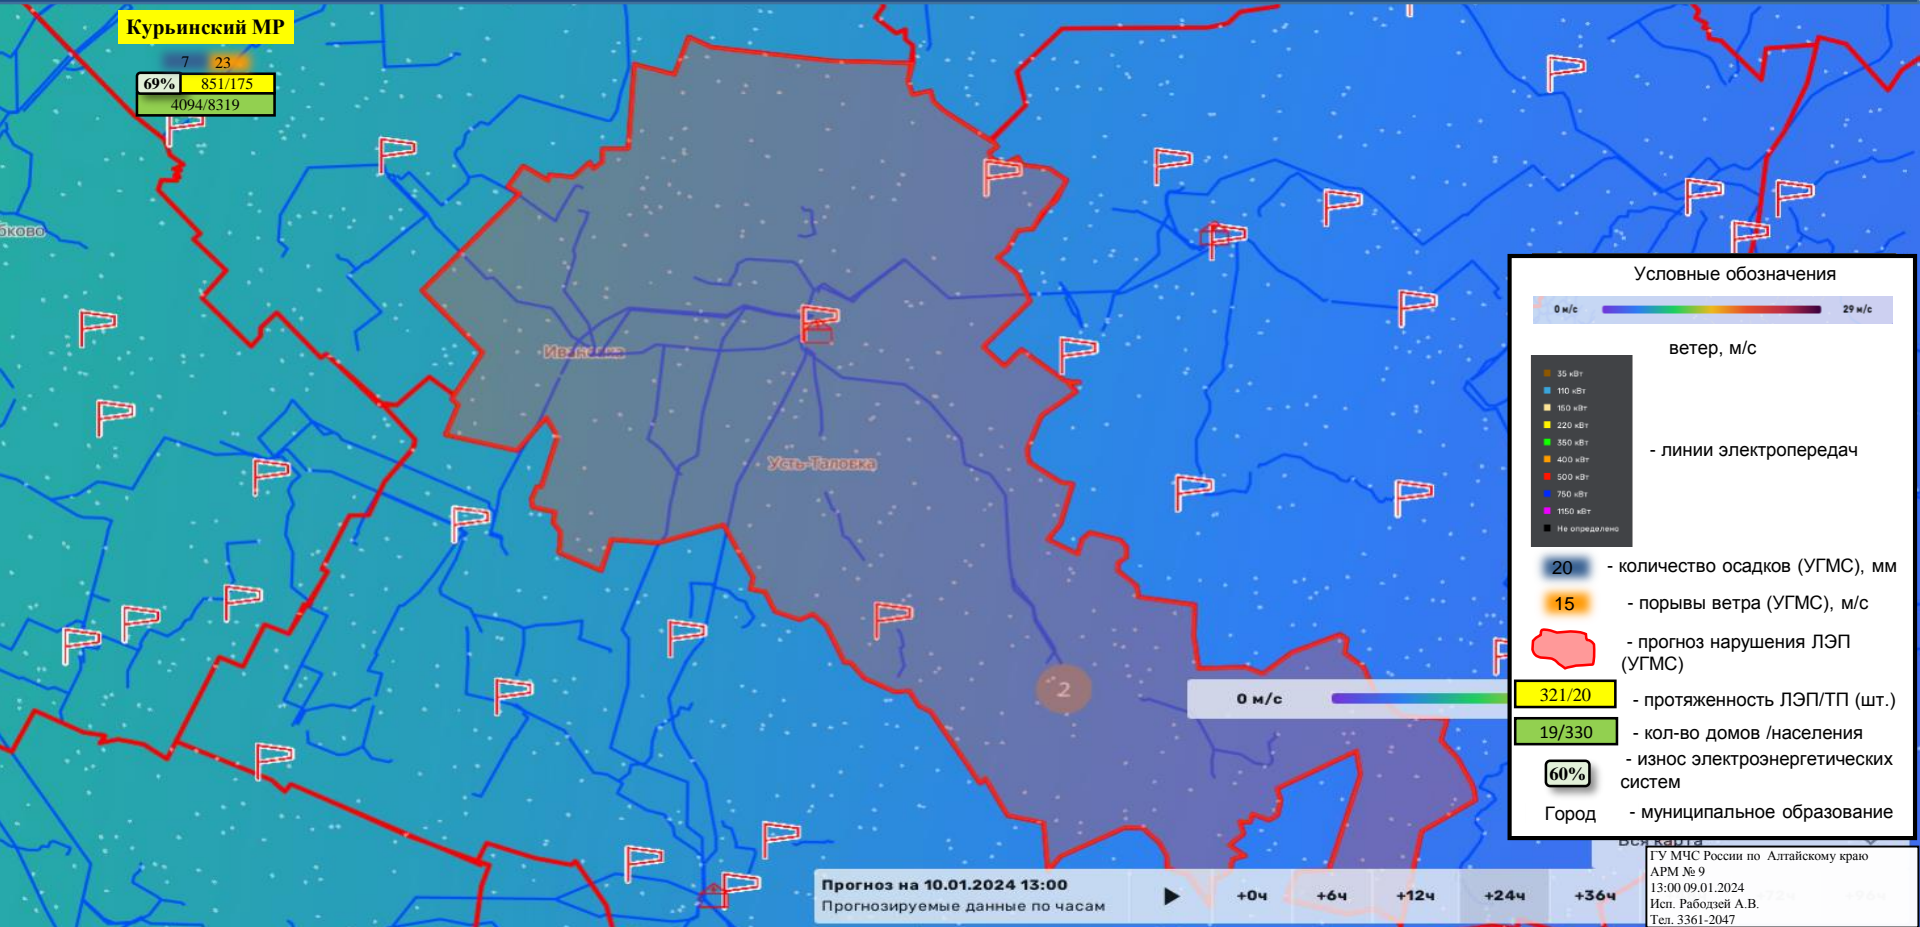 Курьинский МР
7 23
69% 851/175
4094/8319
Ивановка
Усть-Таловка
2
0 м/с
Прогноз на 10.01.2024 13:00
Прогнозируемые данные по часам
+0ч +6ч +12ч +24ч +36ч
Вся карта
Условные обозначения
0 м/с 29 м/с
ветер, м/с
35 кВт
110 кВт
150 кВт
220 кВт
350 кВт
400 кВт
500 кВт
750 кВт
1150 кВт
Не определено
- линии электропередач
20 - количество осадков (УГМС), мм
15 - порывы ветра (УГМС), м/с
- прогноз нарушения ЛЭП
(УГМС)
321/20 - протяженность ЛЭП/ТП (шт.)
19/330 - кол-во домов /населения
60% - износ электроэнергетических
систем
Город - муниципальное образование
ГУ МЧС России по Алтайскому краю
АРМ № 9
13:00 09.01.2024
Исп. Рабодзей А.В.
Тел. 3361-2047